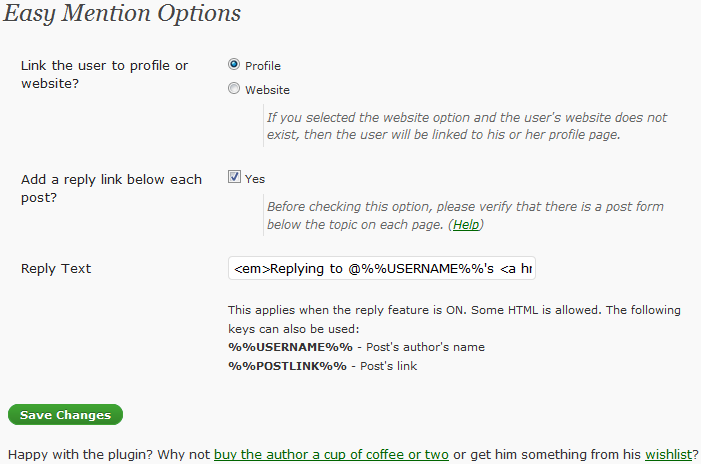 Easy Mention Options
Link the user to profile or
website?
Profile
Website
If you selected the website option and the user's website does not
exist, then the user will be linked to his or her profile page.
Add a reply link below each
post?
Yes
Before checking this option, please verify that there is a post form
below the topic on each page. (Help)
Reply Text
<em>Replying to @%%USERNAME%%'s <a hr
This applies when the reply feature is ON. Some HTML is allowed. The following
keys can also be used:
%%USERNAME%% - Post's author's name
%%POSTLINK%% - Post's link
Save Changes
Happy with the plugin? Why not buy the author a cup of coffee or two or get him something from his wishlist?